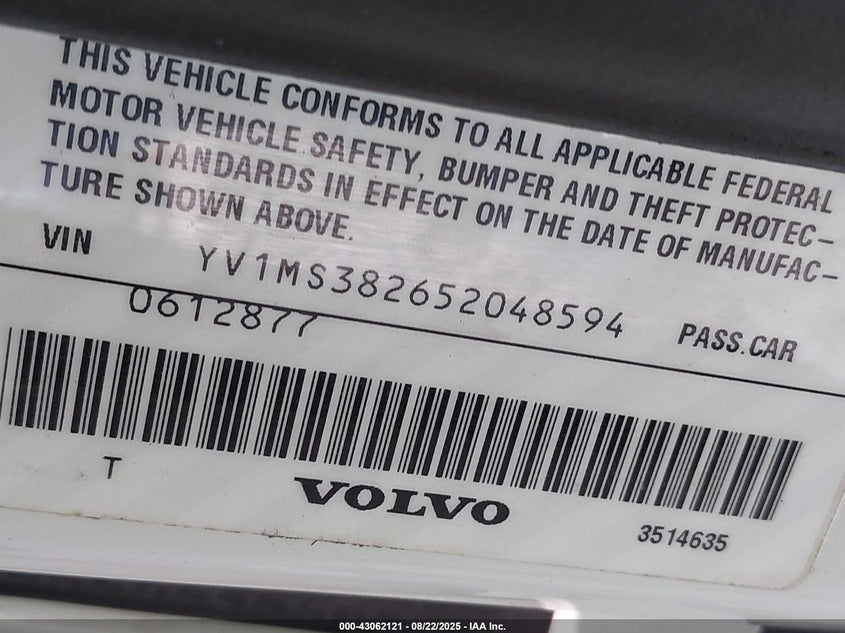 THIS VEHICLE CONFORMS TO ALL APPLICABLE FEDERAL
MOTOR VEHICLE SAFETY, BUMPER AND THEFT PROTEC–
TION STANDARDS IN EFFECT ON THE DATE OF MANUFAC–
TURE SHOWN ABOVE.
VIN YV1MS382652048594 PASS.CAR
0612877
T VOLVO 3514635
000-43062121 - 08/22/2025 - IAA Inc.